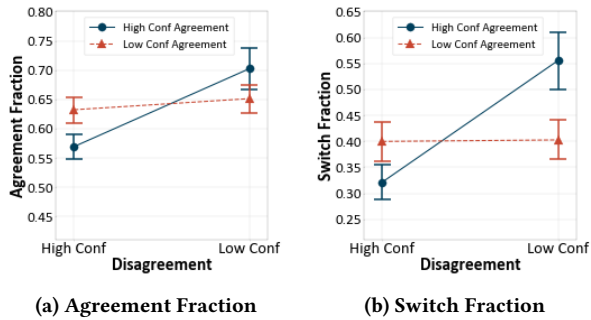 0.80
0.75
0.70
0.65
0.60
0.55
0.50
0.45
Agreement Fraction
High Conf Agreement
Low Conf Agreement
High Conf
Low Conf
Disagreement
(a) Agreement Fraction
0.65
0.60
0.55
0.50
0.45
0.40
0.35
0.30
0.25
Switch Fraction
High Conf Agreement
Low Conf Agreement
High Conf
Low Conf
Disagreement
(b) Switch Fraction